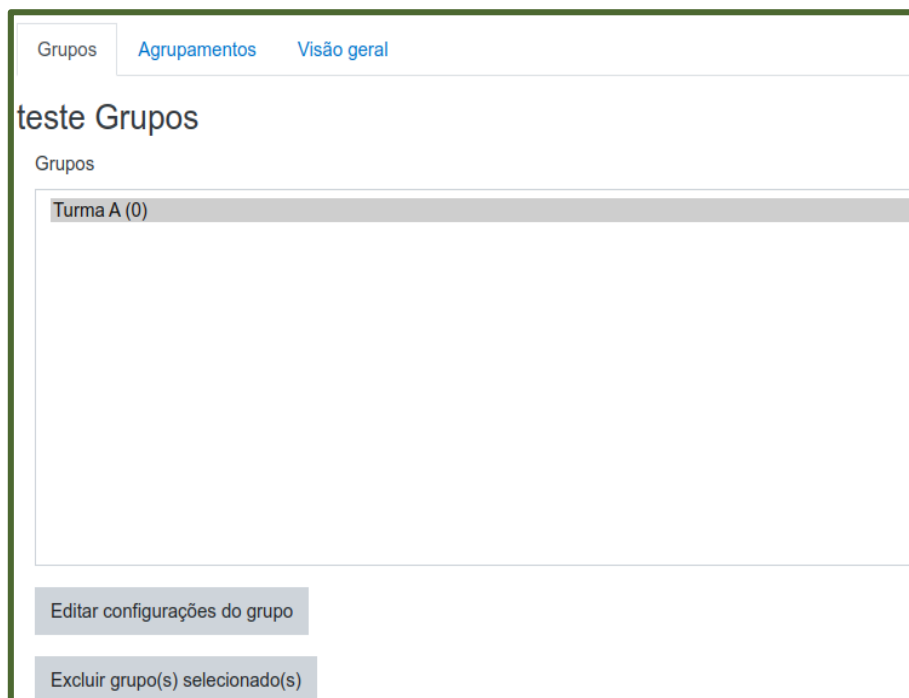 Grupos Agrupamentos Visão geral
teste Grupos
Grupos
Turma A (0)
Editar configurações do grupo
Excluir grupo(s) selecionado(s)